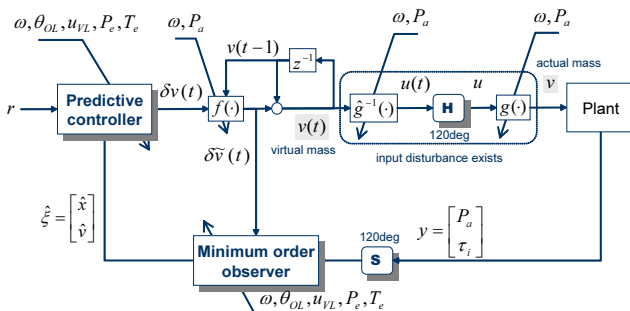 ω, θ_OL, u_VL, P_e, T_e
ω, P_a
v(t−1)
z⁻¹
ω, P_a
ω, P_a
actual mass
r
Predictive
controller
δv(t)
f(·)
v(t)
virtual mass
ĝ⁻¹(·)
u(t)
H
120deg
u
g(·)
v
Plant
input disturbance exists
δṽ(t)
ξ̂ = [x̂
v̂]
Minimum order
observer
120deg
S
y = [P_a
τ_i]
ω, θ_OL, u_VL, P_e, T_e